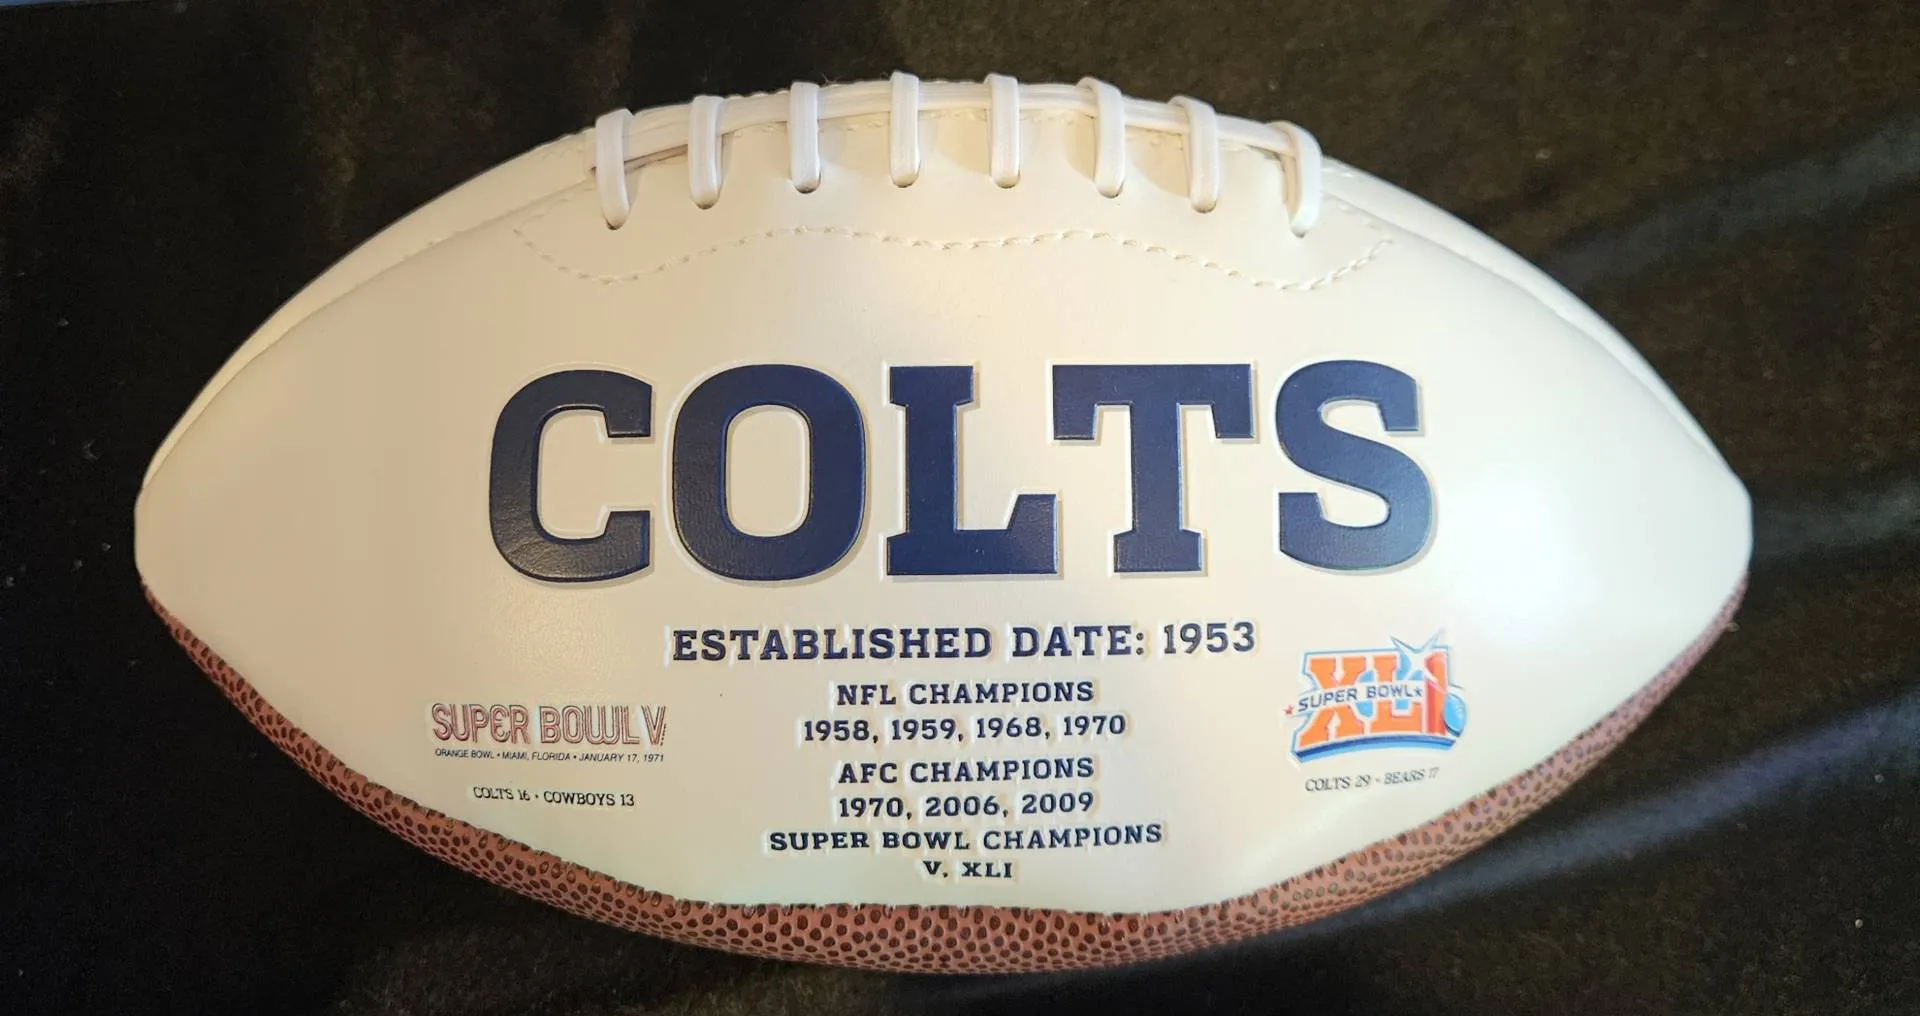 COLTS
ESTABLISHED DATE: 1953
NFL CHAMPIONS
1958, 1959, 1968, 1970
AFC CHAMPIONS
1970, 2006, 2009
SUPER BOWL CHAMPIONS
V, XLI
SUPER BOWL V
ORANGE BOWL • MIAMI, FLORIDA • JANUARY 17, 1971
COLTS 16 • COWBOYS 13
XLI
SUPER BOWL
COLTS 29 - BEARS 17